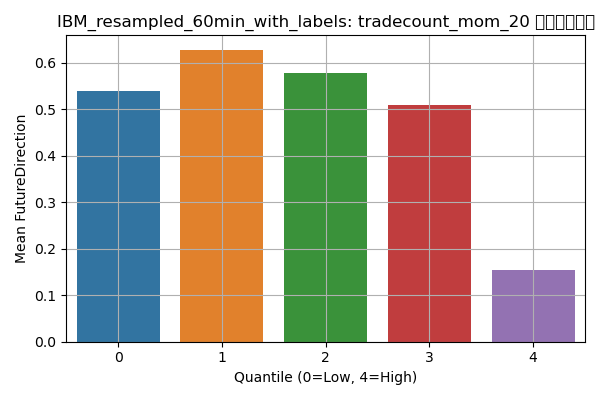 IBM_resampled_60min_with_labels: tradecount_mom_20
Mean FutureDirection
0.6
0.5
0.4
0.3
0.2
0.1
0.0
0 1 2 3 4
Quantile (0=Low, 4=High)